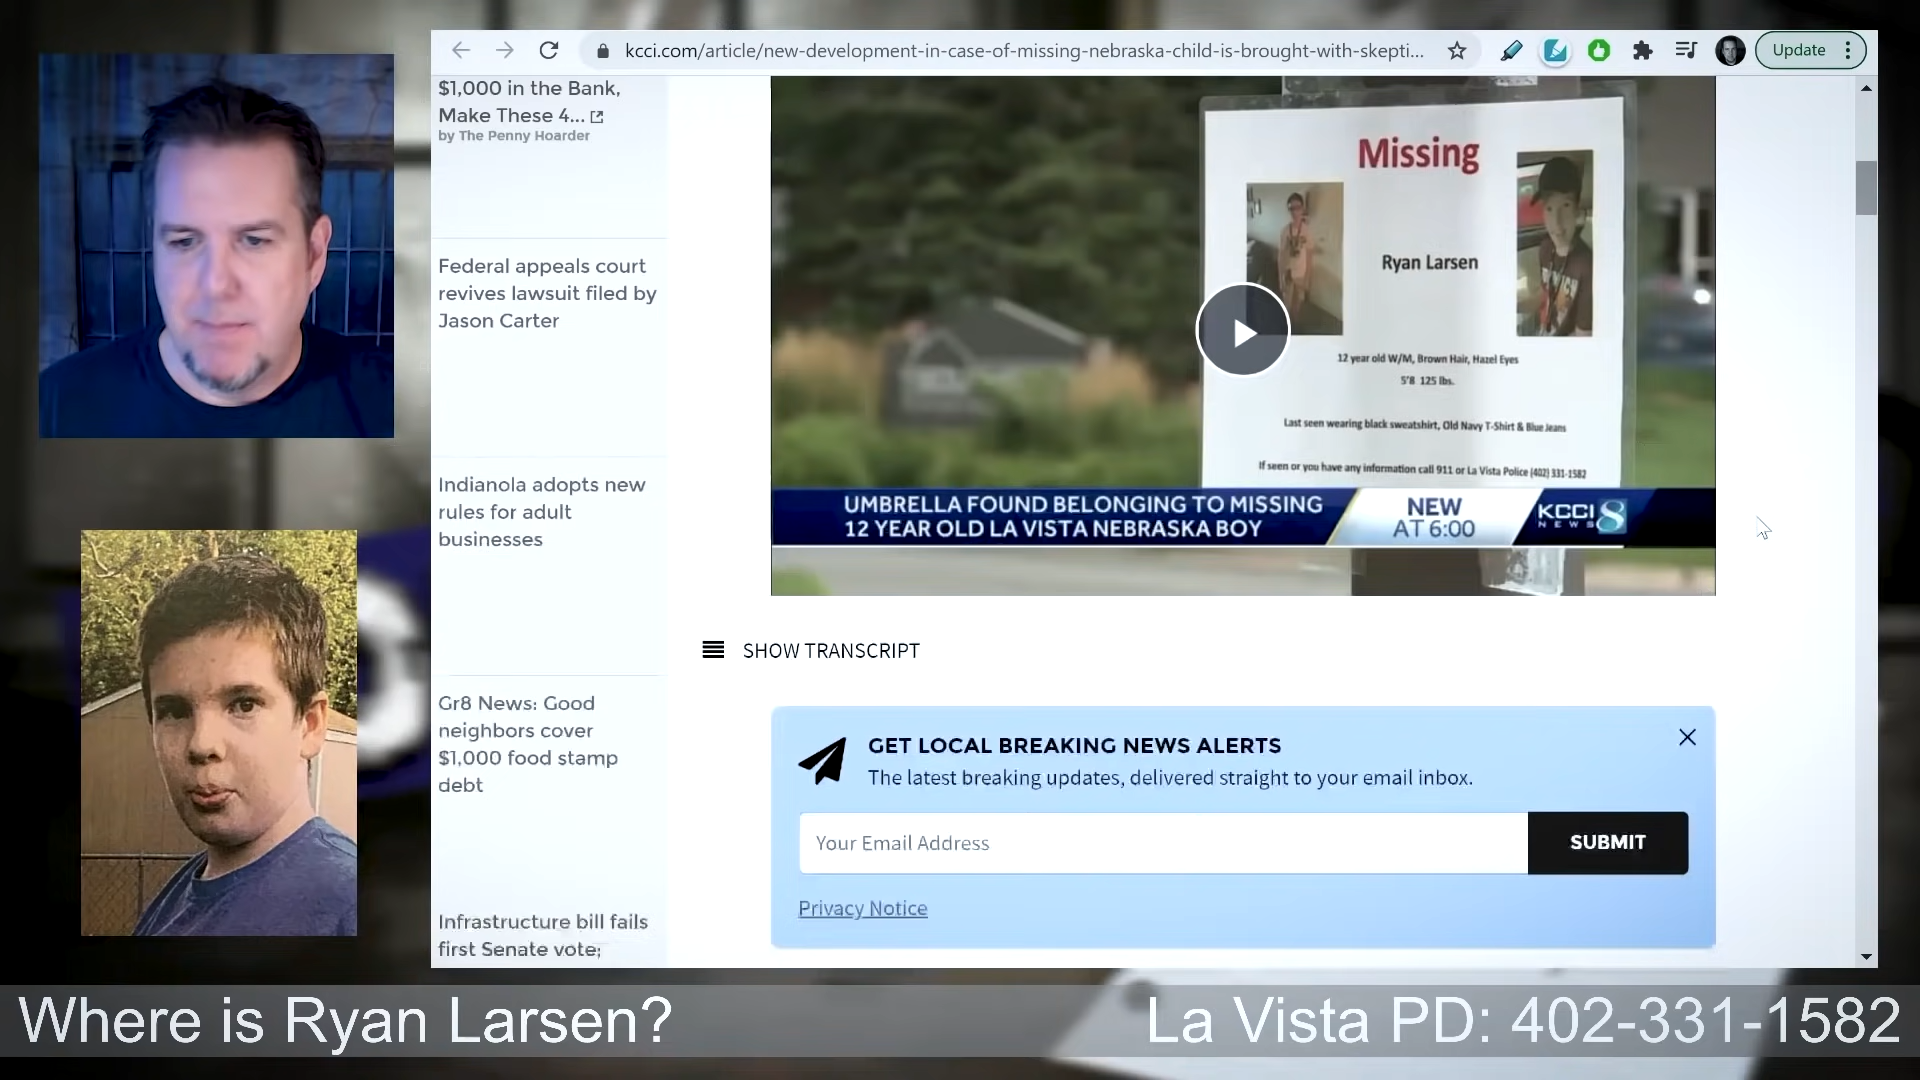 kcci.com/article/new-development-in-case-of-missing-nebraska-child-is-brought-with-skepti...
Update
$1,000 in the Bank,
Make These 4...
by The Penny Hoarder
Federal appeals court
revives lawsuit filed by
Jason Carter
Indianola adopts new
rules for adult
businesses
Gr8 News: Good
neighbors cover
$1,000 food stamp
debt
Infrastructure bill fails
first Senate vote;
Missing
Ryan Larsen
12 year old W/M, Brown Hair, Hazel Eyes
5'8 125 lbs.
Last seen wearing black sweatshirt, Old Navy T-Shirt & Blue Jeans
If seen or you have any information call 911 or La Vista Police (402) 331-1582
UMBRELLA FOUND BELONGING TO MISSING
12 YEAR OLD LA VISTA NEBRASKA BOY
NEW
AT 6:00
KCCI 8
NEWS
SHOW TRANSCRIPT
GET LOCAL BREAKING NEWS ALERTS
The latest breaking updates, delivered straight to your email inbox.
Your Email Address
SUBMIT
Privacy Notice
Where is Ryan Larsen?
La Vista PD: 402-331-1582